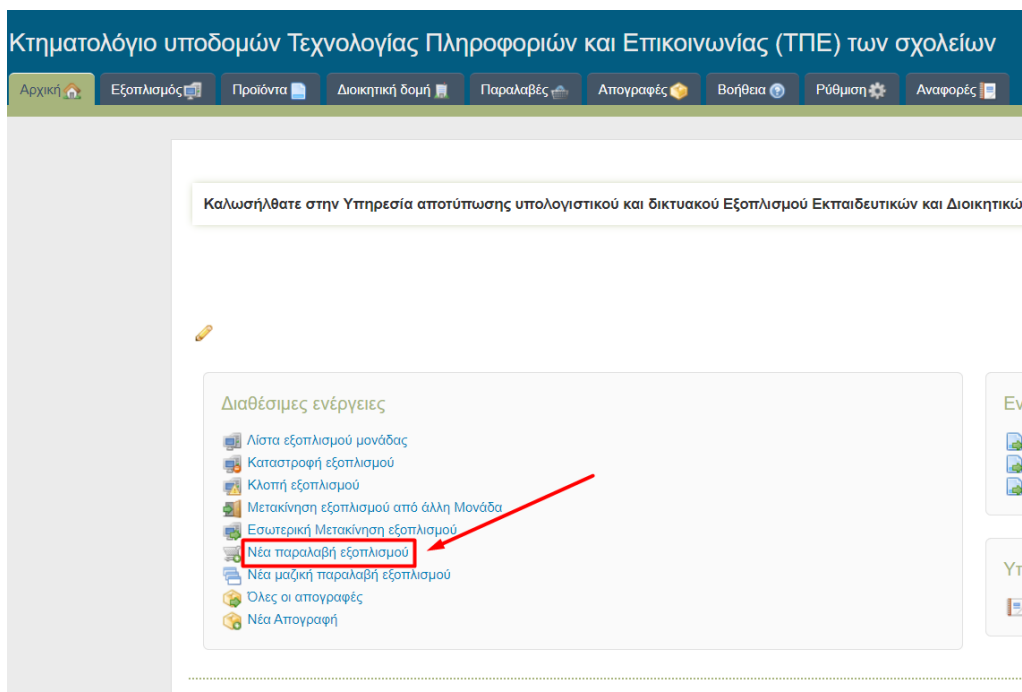 Κτηματολόγιο υποδομών Τεχνολογίας Πληροφοριών και Επικοινωνίας (ΤΠΕ) των σχολείων
Αρχική Εξοπλισμός Προϊόντα Διοικητική δομή Παραλαβές Απογραφές Βοήθεια Ρύθμιση Αναφορές
Καλωσήλθατε στην Υπηρεσία αποτύπωσης υπολογιστικού και δικτυακού Εξοπλισμού Εκπαιδευτικών και Διοικητικώ
Διαθέσιμες ενέργειες
Λίστα εξοπλισμού μονάδας
Καταστροφή εξοπλισμού
Κλοπή εξοπλισμού
Μετακίνηση εξοπλισμού από άλλη Μονάδα
Εσωτερική Μετακίνηση εξοπλισμού
Νέα παραλαβή εξοπλισμού
Νέα μαζική παραλαβή εξοπλισμού
Όλες οι απογραφές
Νέα Απογραφή
Εν
Υπ